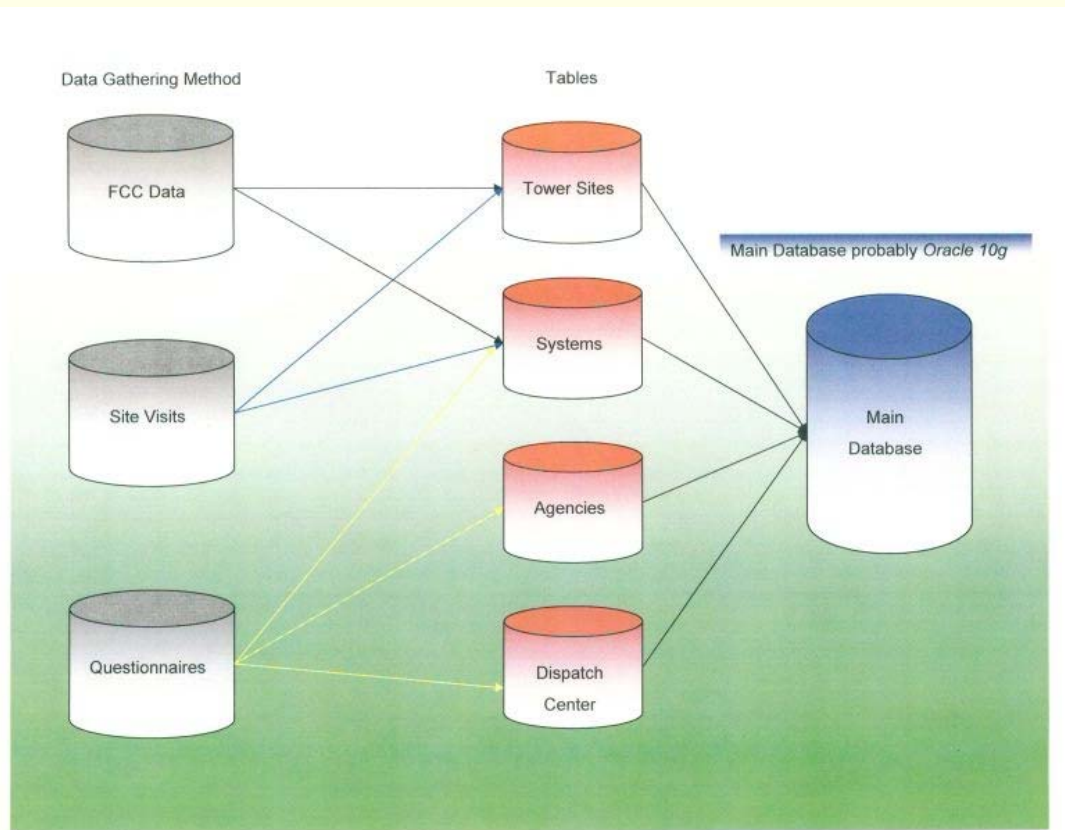 Data Gathering Method
Tables
FCC Data
Tower Sites
Main Database probably Oracle 10g
Systems
Site Visits
Main
Database
Agencies
Questionnaires
Dispatch
Center